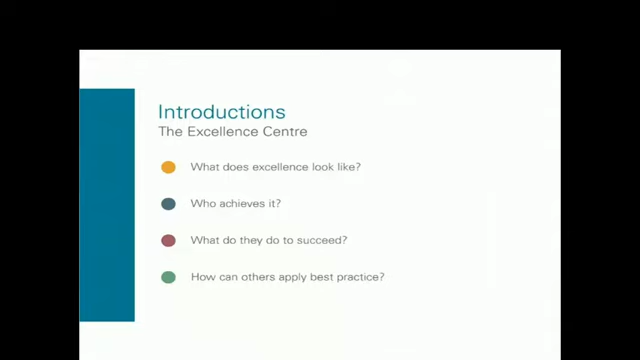 Introductions
The Excellence Centre
What does excellence look like?
Who achieves it?
What do they do to succeed?
How can others apply best practice?